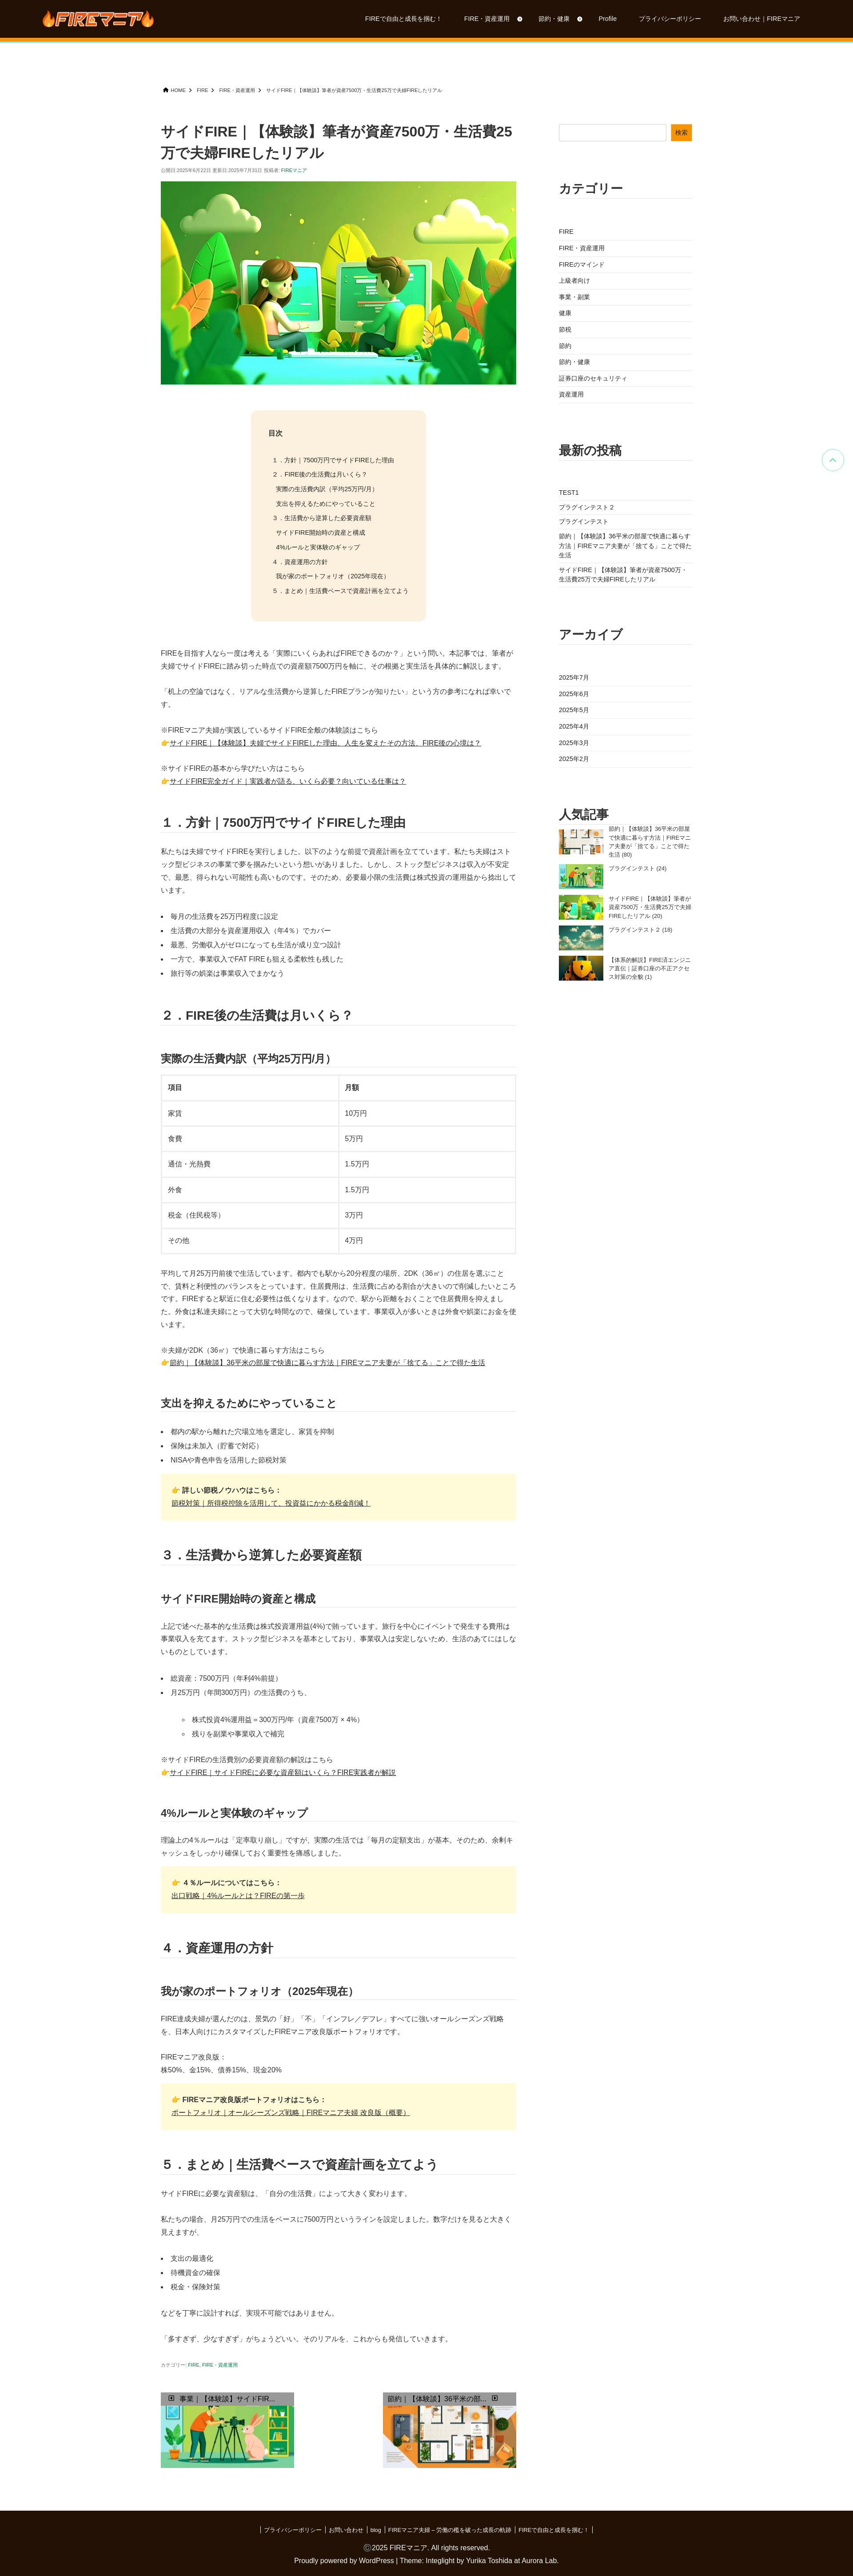 FIREマニア
FIREで自由と成長を掴む！
FIRE・資産運用
節約・健康
Profile
プライバシーポリシー
お問い合わせ｜FIREマニア
HOME
FIRE
FIRE・資産運用
サイドFIRE｜【体験談】筆者が資産7500万・生活費25万で夫婦FIREしたリアル
サイドFIRE｜【体験談】筆者が資産7500万・生活費25
万で夫婦FIREしたリアル
公開日:2025年6月22日 更新日:2025年7月31日 投稿者: FIREマニア
目次
１．方針｜7500万円でサイドFIREした理由
２．FIRE後の生活費は月いくら？
実際の生活費内訳（平均25万円/月）
支出を抑えるためにやっていること
３．生活費から逆算した必要資産額
サイドFIRE開始時の資産と構成
4%ルールと実体験のギャップ
４．資産運用の方針
我が家のポートフォリオ（2025年現在）
５．まとめ｜生活費ベースで資産計画を立てよう
FIREを目指す人なら一度は考える「実際にいくらあればFIREできるのか？」という問い。本記事では、筆者が
夫婦でサイドFIREに踏み切った時点での資産額7500万円を軸に、その根拠と実生活を具体的に解説します。
「机上の空論ではなく、リアルな生活費から逆算したFIREプランが知りたい」という方の参考になれば幸いで
す。
※FIREマニア夫婦が実践しているサイドFIRE全般の体験談はこちら
👉サイドFIRE｜【体験談】夫婦でサイドFIREした理由、人生を変えたその方法、FIRE後の心境は？
※サイドFIREの基本から学びたい方はこちら
👉サイドFIRE完全ガイド｜実践者が語る、いくら必要？向いている仕事は？
１．方針｜7500万円でサイドFIREした理由
私たちは夫婦でサイドFIREを実行しました。以下のような前提で資産計画を立てています。私たち夫婦はストッ
ク型ビジネスの事業で夢を掴みたいという想いがありました。しかし、ストック型ビジネスは収入が不安定
で、最悪、得られない可能性も高いものです。そのため、必要最小限の生活費は株式投資の運用益から捻出して
います。
毎月の生活費を25万円程度に設定
生活費の大部分を資産運用収入（年4％）でカバー
最悪、労働収入がゼロになっても生活が成り立つ設計
一方で、事業収入でFAT FIREも狙える柔軟性も残した
旅行等の娯楽は事業収入でまかなう
２．FIRE後の生活費は月いくら？
実際の生活費内訳（平均25万円/月）
項目 月額
家賃 10万円
食費 5万円
通信・光熱費 1.5万円
外食 1.5万円
税金（住民税等） 3万円
その他 4万円
平均して月25万円前後で生活しています。都内でも駅から20分程度の場所、2DK（36㎡）の住居を選ぶこと
で、賃料と利便性のバランスをとっています。住居費用は、生活費に占める割合が大きいので削減したいところ
です。FIREすると駅近に住む必要性は低くなります。なので、駅から距離をおくことで住居費用を抑えまし
た。外食は私達夫婦にとって大切な時間なので、確保しています。事業収入が多いときは外食や娯楽にお金を使
います。
※夫婦が2DK（36㎡）で快適に暮らす方法はこちら
👉節約｜【体験談】36平米の部屋で快適に暮らす方法｜FIREマニア夫妻が「捨てる」ことで得た生活
支出を抑えるためにやっていること
都内の駅から離れた穴場立地を選定し、家賃を抑制
保険は未加入（貯蓄で対応）
NISAや青色申告を活用した節税対策
👉 詳しい節税ノウハウはこちら：
節税対策｜所得税控除を活用して、投資益にかかる税金削減！
３．生活費から逆算した必要資産額
サイドFIRE開始時の資産と構成
上記で述べた基本的な生活費は株式投資運用益(4%)で賄っています。旅行を中心にイベントで発生する費用は
事業収入を充てます。ストック型ビジネスを基本としており、事業収入は安定しないため、生活のあてにはしな
いものとしています。
総資産：7500万円（年利4%前提）
月25万円（年間300万円）の生活費のうち、
株式投資4%運用益＝300万円/年（資産7500万 × 4%）
残りを副業や事業収入で補完
※サイドFIREの生活費別の必要資産額の解説はこちら
👉サイドFIRE｜サイドFIREに必要な資産額はいくら？FIRE実践者が解説
4%ルールと実体験のギャップ
理論上の4％ルールは「定率取り崩し」ですが、実際の生活では「毎月の定額支出」が基本。そのため、余剰キ
ャッシュをしっかり確保しておく重要性を痛感しました。
👉 ４％ルールについてはこちら：
出口戦略｜4%ルールとは？FIREの第一歩
４．資産運用の方針
我が家のポートフォリオ（2025年現在）
FIRE達成夫婦が選んだのは、景気の「好」「不」「インフレ／デフレ」すべてに強いオールシーズンズ戦略
を、日本人向けにカスタマイズしたFIREマニア改良版ポートフォリオです。
FIREマニア改良版：
株50%、金15%、債券15%、現金20%
👉 FIREマニア改良版ポートフォリオはこちら：
ポートフォリオ｜オールシーズンズ戦略｜FIREマニア夫婦 改良版（概要）
５．まとめ｜生活費ベースで資産計画を立てよう
サイドFIREに必要な資産額は、「自分の生活費」によって大きく変わります。
私たちの場合、月25万円での生活をベースに7500万円というラインを設定しました。数字だけを見ると大きく
見えますが、
支出の最適化
待機資金の確保
税金・保険対策
などを丁寧に設計すれば、実現不可能ではありません。
「多すぎず、少なすぎず」がちょうどいい。そのリアルを、これからも発信していきます。
カテゴリー: FIRE, FIRE・資産運用
事業｜【体験談】サイドFIR...
節約｜【体験談】36平米の部...
検索
カテゴリー
FIRE
FIRE・資産運用
FIREのマインド
上級者向け
事業・副業
健康
節税
節約
節約・健康
証券口座のセキュリティ
資産運用
最新の投稿
TEST1
プラグインテスト２
プラグインテスト
節約｜【体験談】36平米の部屋で快適に暮らす
方法｜FIREマニア夫妻が「捨てる」ことで得た
生活
サイドFIRE｜【体験談】筆者が資産7500万・
生活費25万で夫婦FIREしたリアル
アーカイブ
2025年7月
2025年6月
2025年5月
2025年4月
2025年3月
2025年2月
人気記事
節約｜【体験談】36平米の部屋
で快適に暮らす方法｜FIREマニ
ア夫妻が「捨てる」ことで得た
生活 (80)
プラグインテスト (24)
サイドFIRE｜【体験談】筆者が
資産7500万・生活費25万で夫婦
FIREしたリアル (20)
プラグインテスト２ (18)
【体系的解説】FIRE済エンジニ
ア直伝｜証券口座の不正アクセ
ス対策の全貌 (1)
プライバシーポリシー
お問い合わせ
blog
FIREマニア夫婦 – 労働の檻を破った成長の軌跡
FIREで自由と成長を掴む！
Ⓒ2025 FIREマニア. All rights reserved.
Proudly powered by WordPress | Theme: Integlight by Yurika Toshida at Aurora Lab.